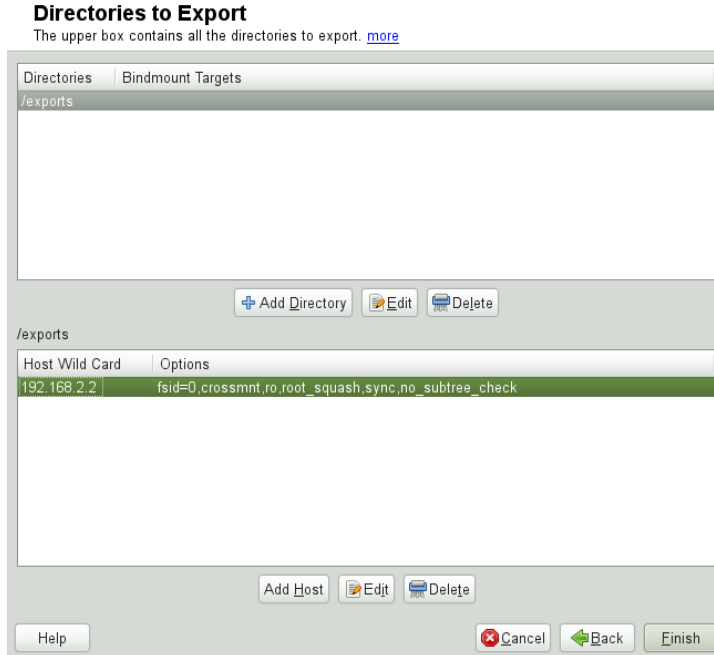 Directories to Export
The upper box contains all the directories to export. more
Directories Bindmount Targets
/exports
Add Directory Edit Delete
/exports
Host Wild Card Options
192.168.2.2 fsid=0,crossmnt,ro,root_squash,sync,no_subtree_check
Add Host Edit Delete
Help Cancel Back Finish